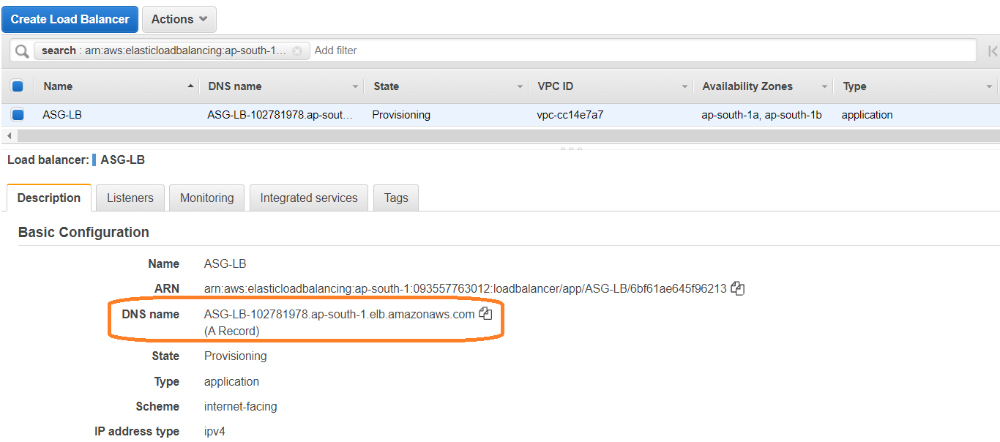 Create Load Balancer Actions
search : arn:aws:elasticloadbalancing:ap-south-1... Add filter
Name DNS name State VPC ID Availability Zones Type
ASG-LB ASG-LB-102781978.ap-sout... Provisioning vpc-cc14e7a7 ap-south-1a, ap-south-1b application
Load balancer: ASG-LB
Description Listeners Monitoring Integrated services Tags
Basic Configuration
Name ASG-LB
ARN arn:aws:elasticloadbalancing:ap-south-1:093557763012:loadbalancer/app/ASG-LB/6bf61ae645f96213
DNS name ASG-LB-102781978.ap-south-1.elb.amazonaws.com
(A Record)
State Provisioning
Type application
Scheme internet-facing
IP address type ipv4